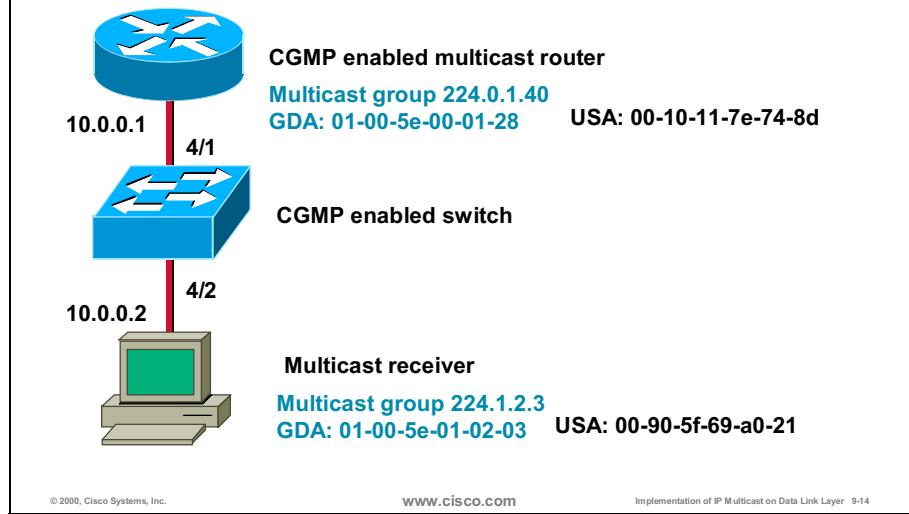 CGMP enabled multicast router
Multicast group 224.0.1.40
GDA: 01-00-5e-00-01-28
USA: 00-10-11-7e-74-8d
10.0.0.1
4/1
CGMP enabled switch
4/2
10.0.0.2
Multicast receiver
Multicast group 224.1.2.3
GDA: 01-00-5e-01-02-03
USA: 00-90-5f-69-a0-21
© 2000, Cisco Systems, Inc.
www.cisco.com
Implementation of IP Multicast on Data Link Layer 9-14